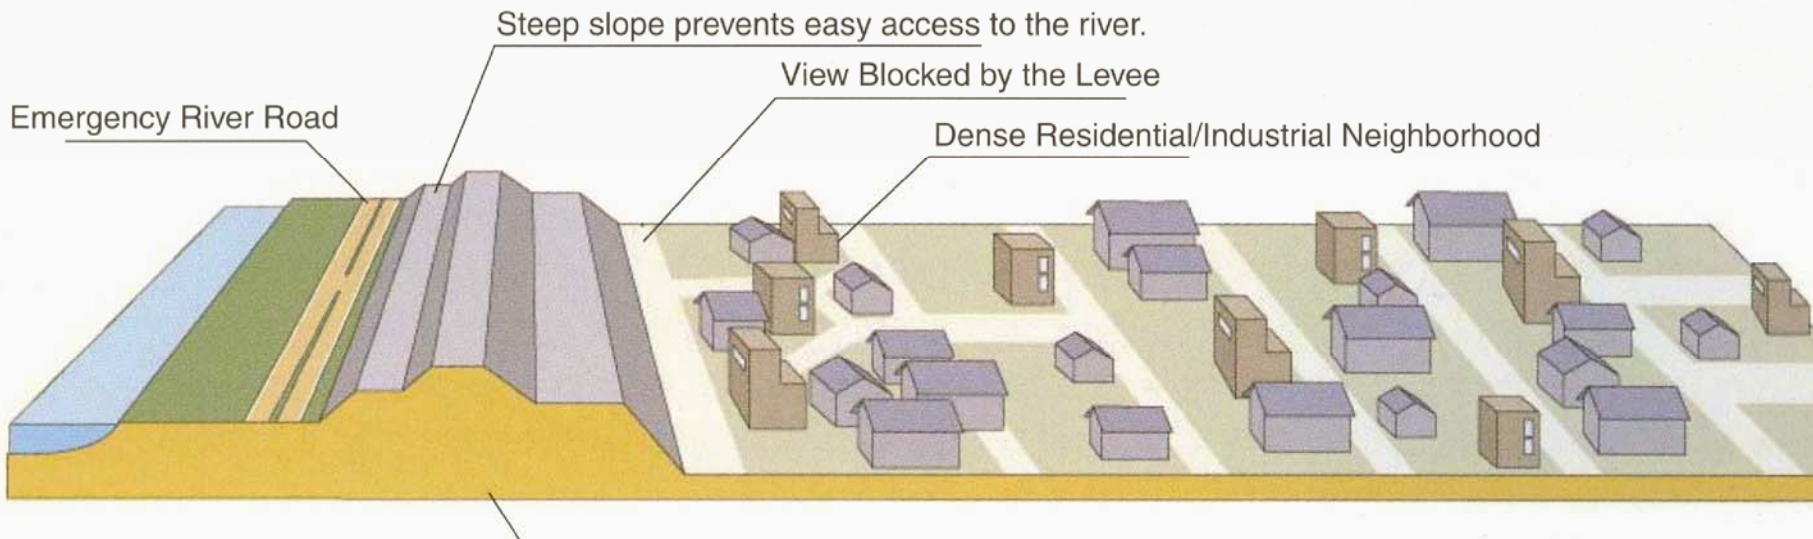 Steep slope prevents easy access to the river.
View Blocked by the Levee
Emergency River Road
Dense Residential/Industrial Neighborhood